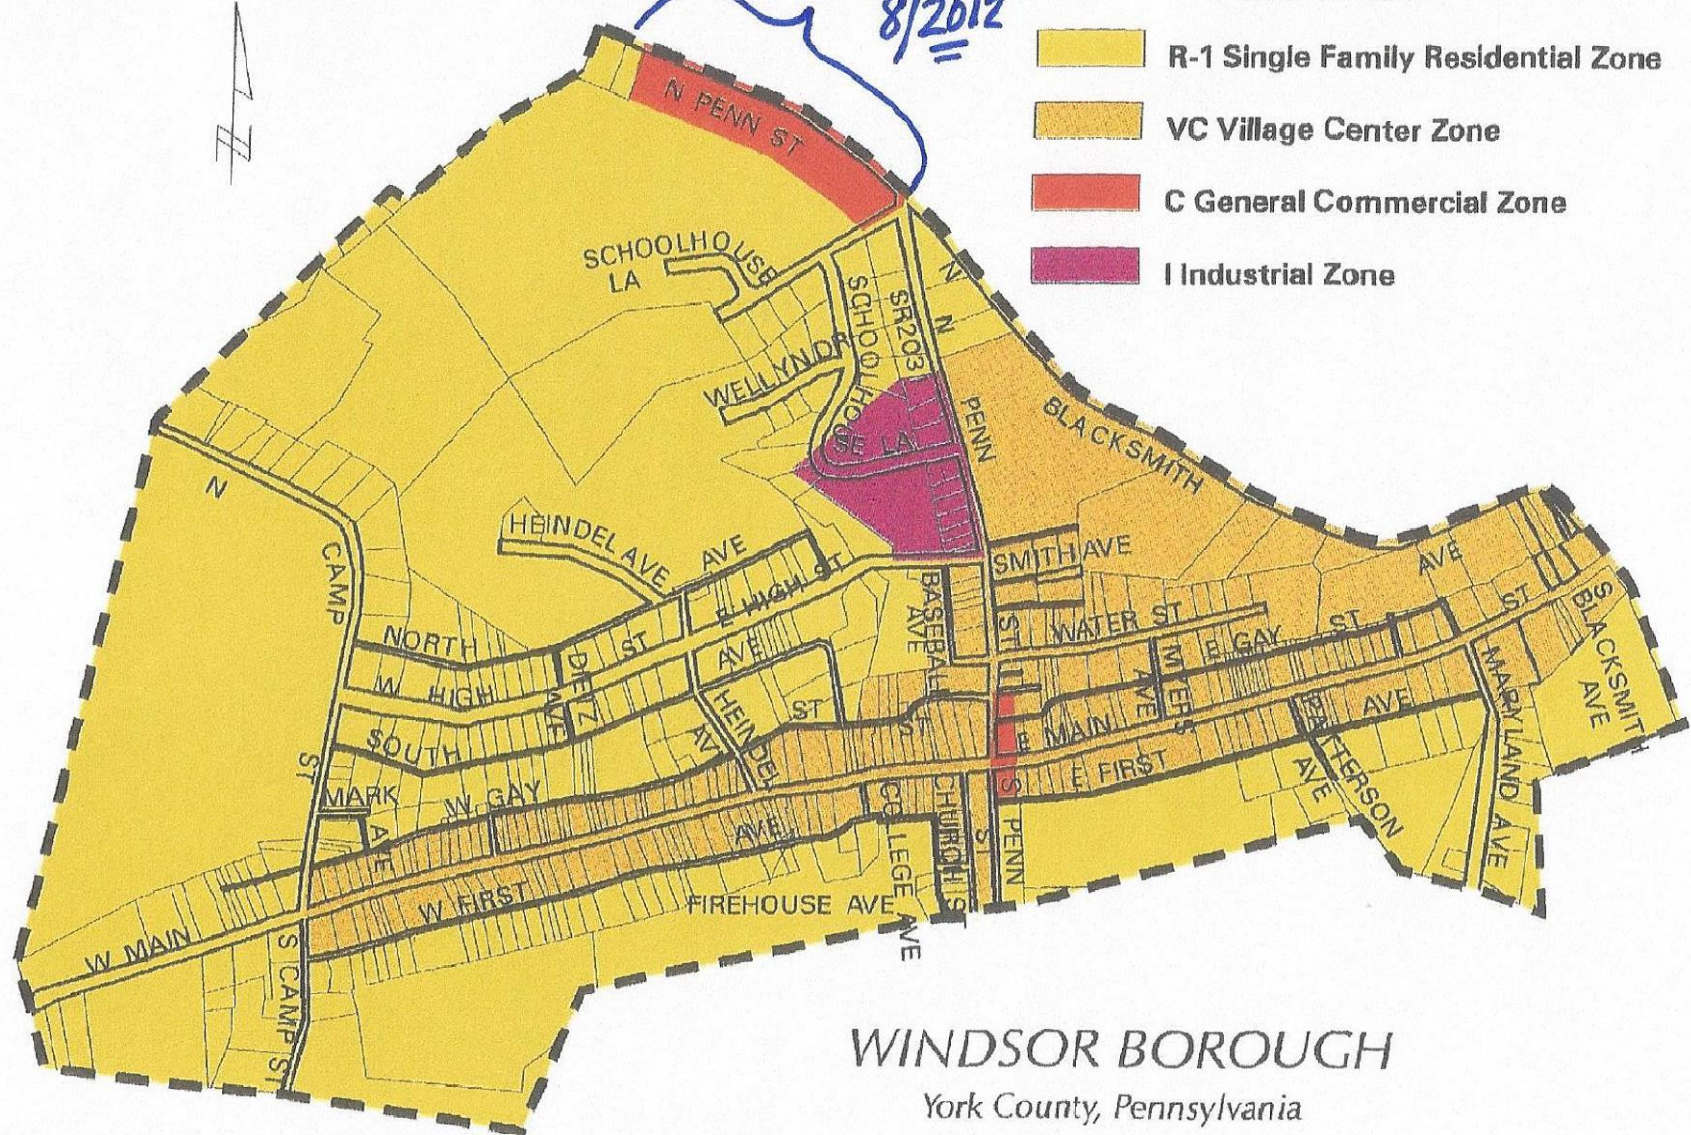 8/2012
R-1 Single Family Residential Zone
VC Village Center Zone
C General Commercial Zone
I Industrial Zone
N PENN ST
SCHOOLHOUSE
LA
N
N
SR203
SCHOOLHOUSE LA
WELLYN DR
PENN
BLACKSMITH
AVE
N
CAMP
ST
HEINDEL AVE
AVE
E HIGH ST
SMITH AVE
BASEBALL
AVE
ST
WATER ST
NORTH
W HIGH
ST
DIETZ
AVE
AVE
SOUTH
HEINDEL
AV
ST
ST
MYERS
AVE
E GAY
ST
ST
N
S BLACKSMITH
AVE
E MAIN
E FIRST
AVE
PATTERSON
AVE
MARYLAND AVE
MARK
AVE
W GAY
AVE
COLLEGE AVE
CHURCH ST
S
PENN
ST
W FIRST
FIREHOUSE AVE
W MAIN
S CAMP ST
WINDSOR BOROUGH
York County, Pennsylvania